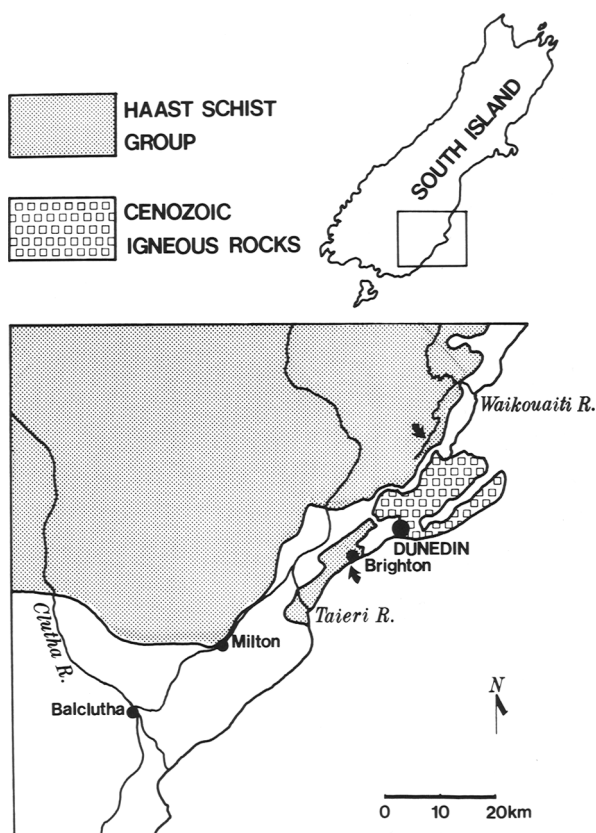 HAAST SCHIST
GROUP
CENOZOIC
IGNEOUS ROCKS
SOUTH ISLAND
Waikouaiti R.
DUNEDIN
Brighton
Taieri R.
Clutha R.
Milton
Balclutha
N
0 10 20km